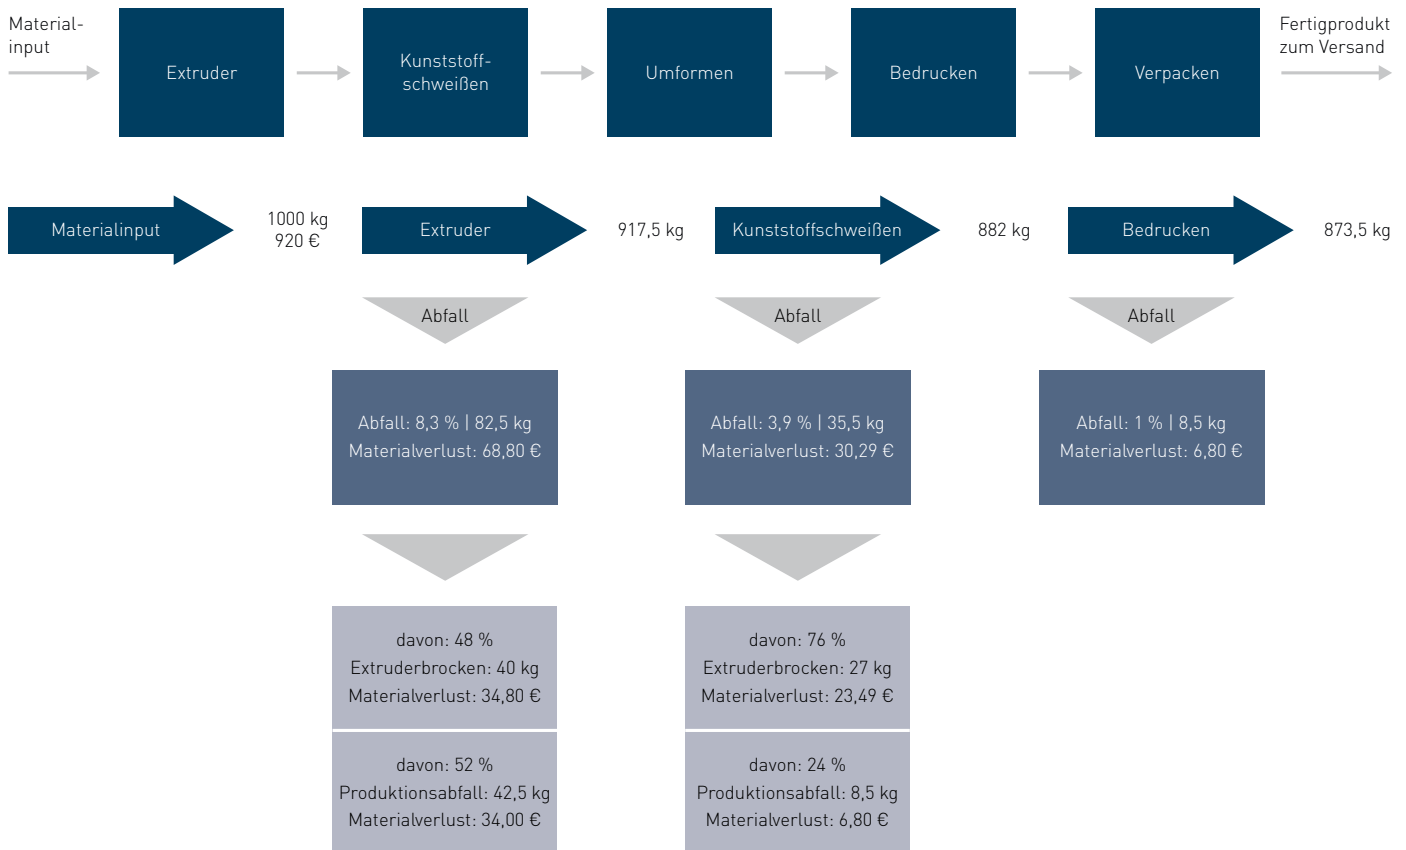 Material-
input
Extruder
Kunststoff-
schweißen
Umformen
Bedrucken
Verpacken
Fertigprodukt
zum Versand
Materialinput
1000 kg
920 €
Extruder
917,5 kg
Kunststoffschweißen
882 kg
Bedrucken
873,5 kg
Abfall
Abfall
Abfall
Abfall: 8,3 % | 82,5 kg
Materialverlust: 68,80 €
Abfall: 3,9 % | 35,5 kg
Materialverlust: 30,29 €
Abfall: 1 % | 8,5 kg
Materialverlust: 6,80 €
davon: 48 %
Extruderbrocken: 40 kg
Materialverlust: 34,80 €
davon: 76 %
Extruderbrocken: 27 kg
Materialverlust: 23,49 €
davon: 52 %
Produktionsabfall: 42,5 kg
Materialverlust: 34,00 €
davon: 24 %
Produktionsabfall: 8,5 kg
Materialverlust: 6,80 €